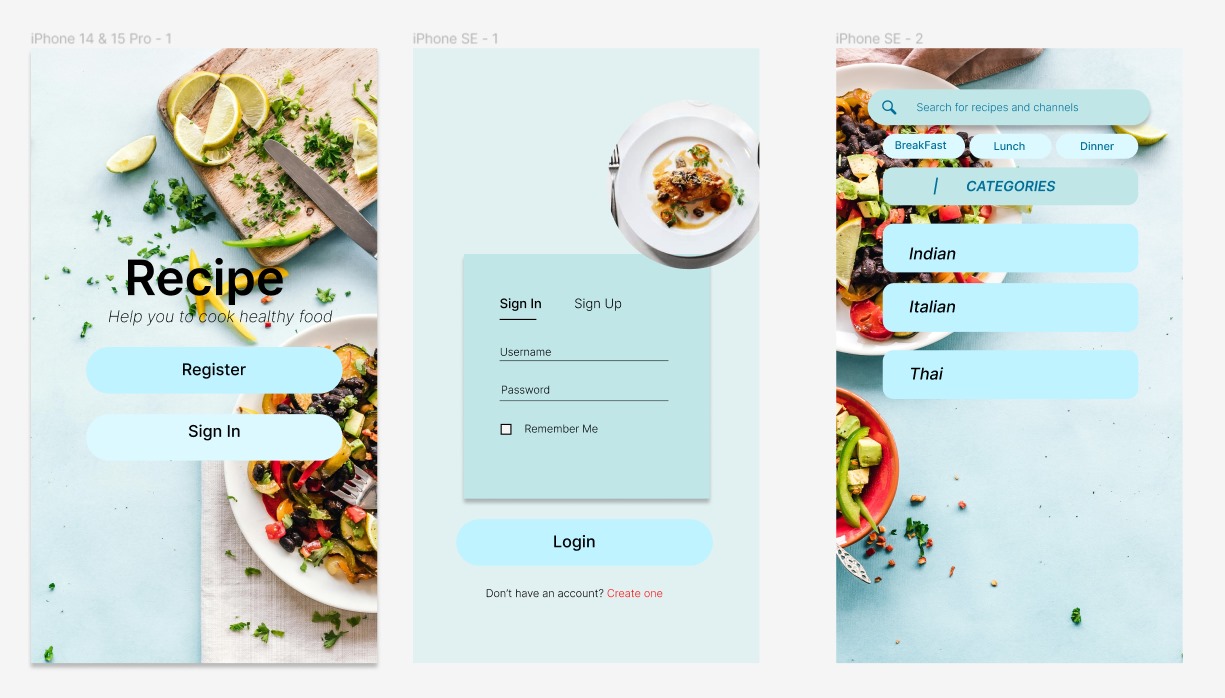 iPhone 14 & 15 Pro - 1
Recipe
Help you to cook healthy food
Register
Sign In
iPhone SE - 1
Sign In Sign Up
Username
Password
Remember Me
Login
Don't have an account? Create one
iPhone SE - 2
Search for recipes and channels
BreakFast Lunch Dinner
| CATEGORIES
Indian
Italian
Thai